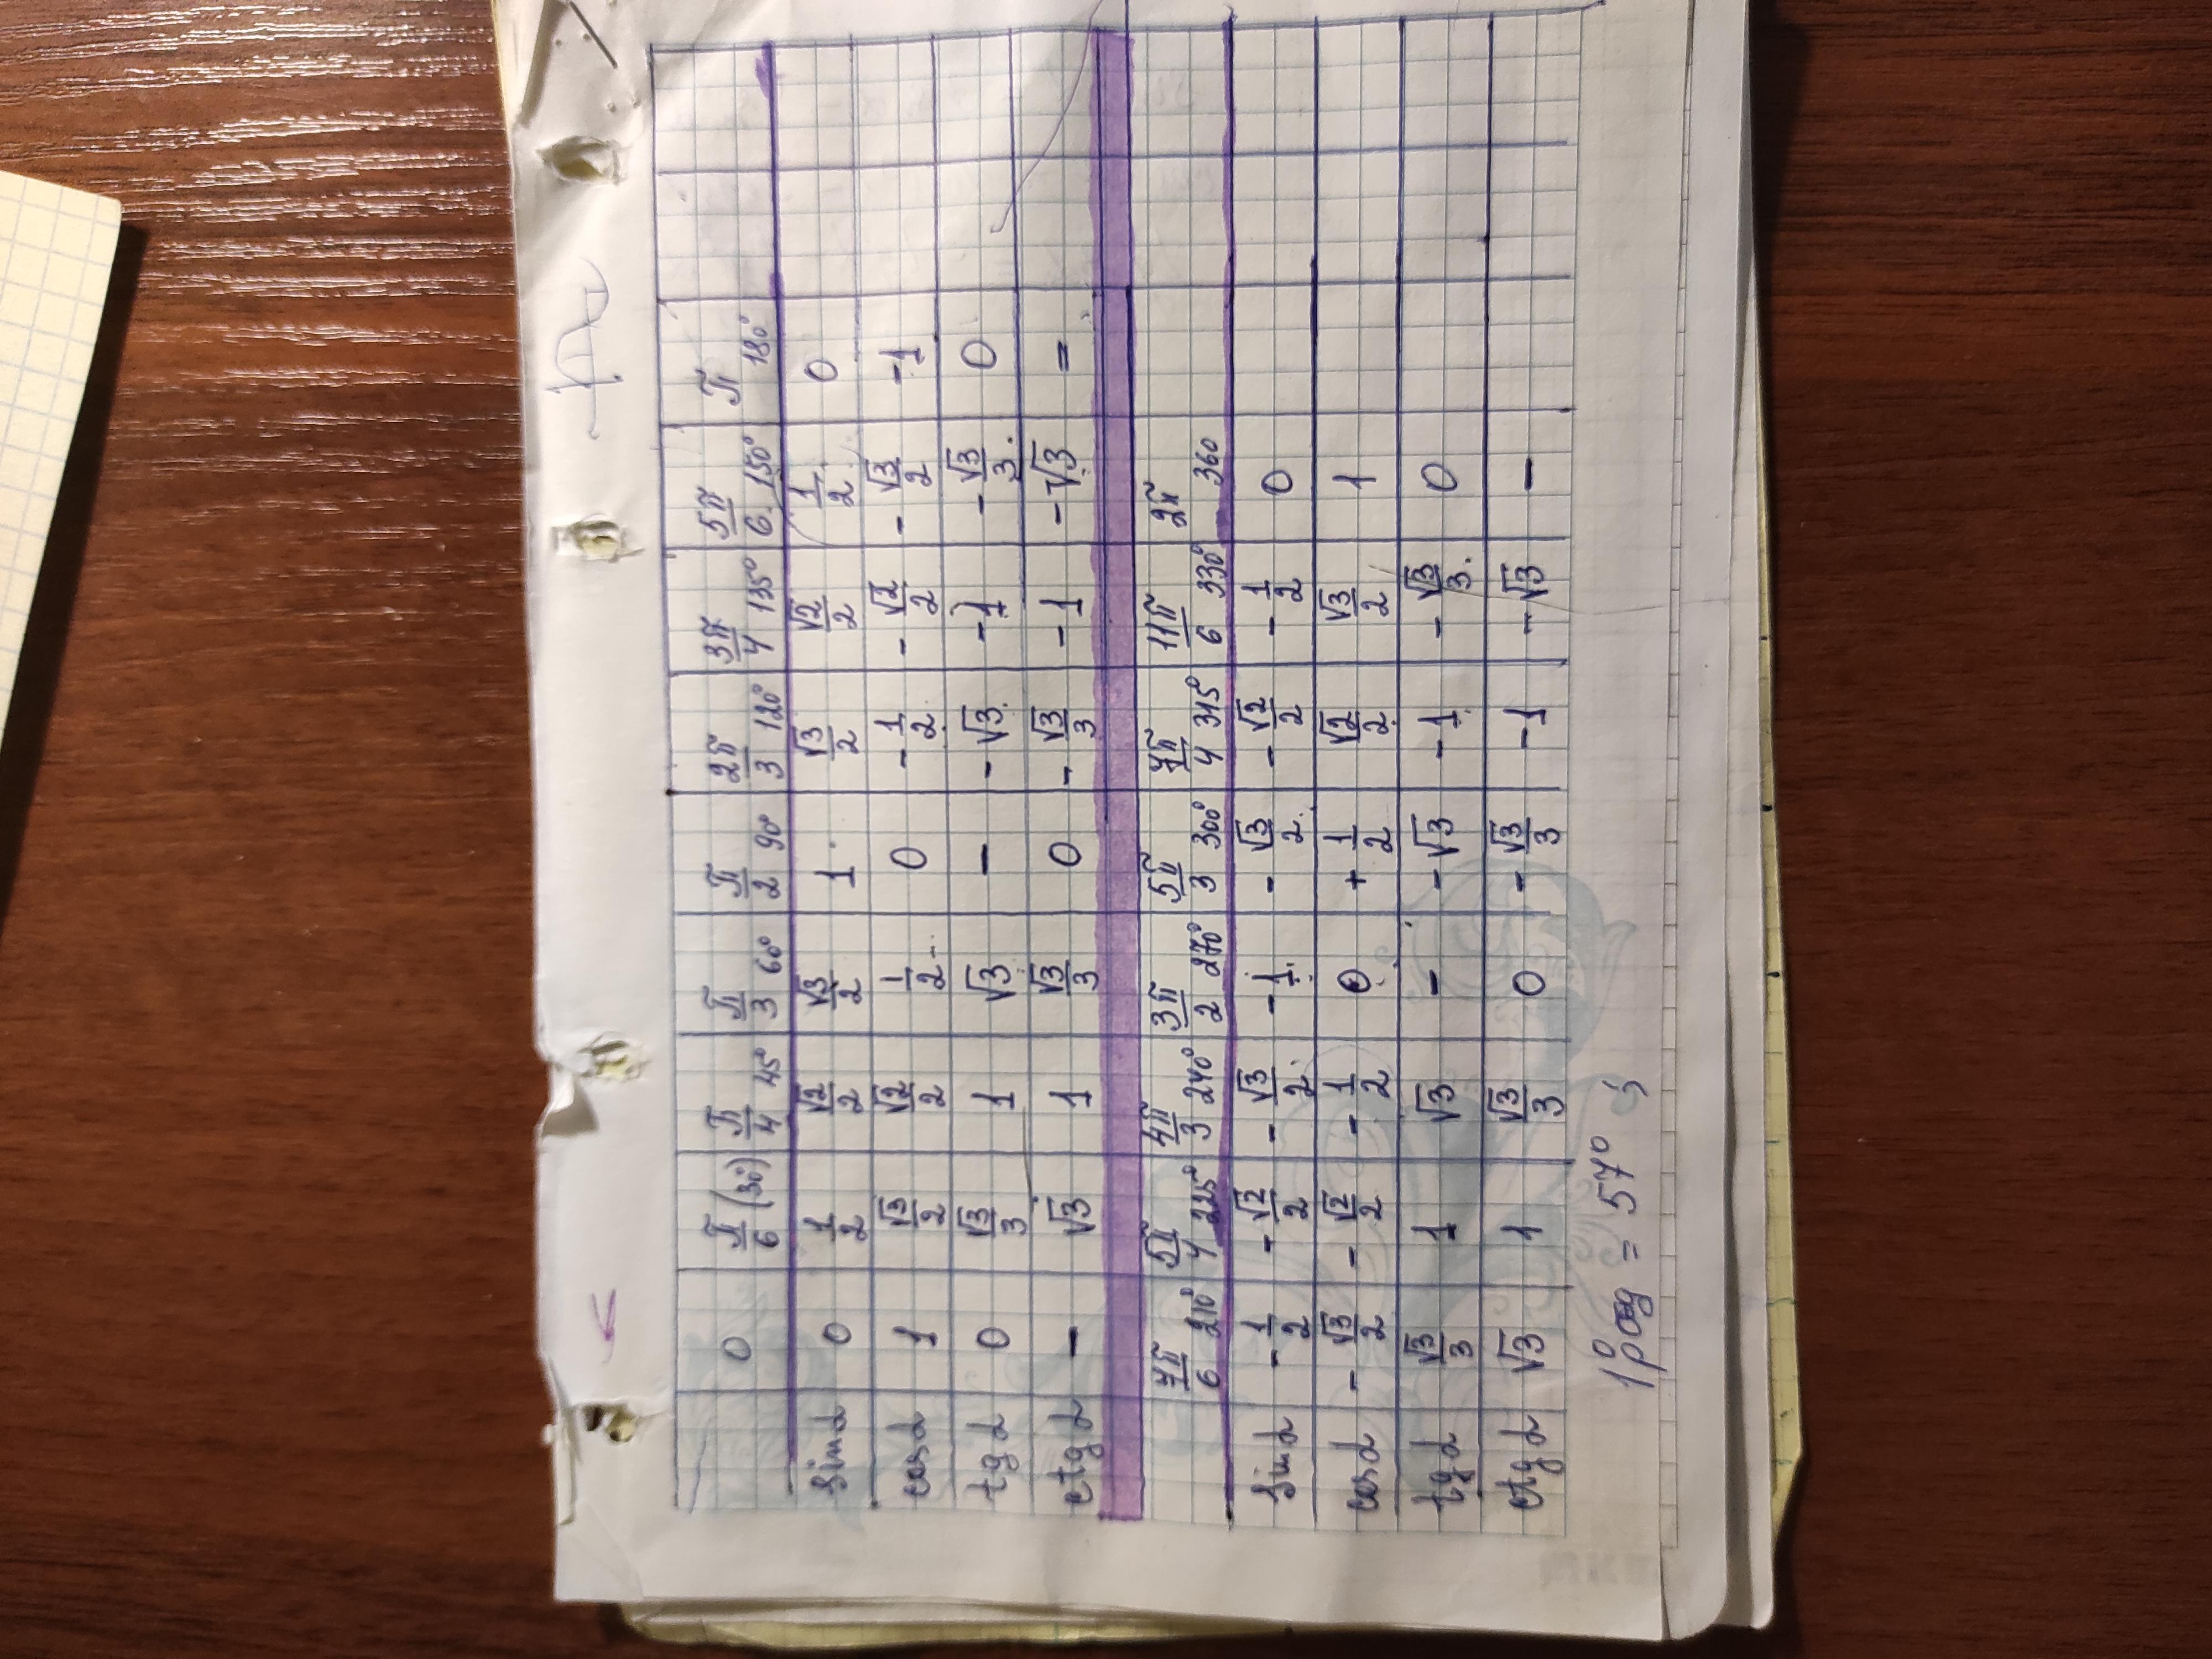 0 π/6 (30°) π/4 45° π/3 60° π/2 90° 2π/3 120° 3π/4 135° 5π/6 150° π 180°
sin α 0 1/2 √2/2 √3/2 1 √3/2 √2/2 1/2 0
cos α 1 √3/2 √2/2 1/2 0 -1/2 -√2/2 -√3/2 -1
tg α 0 √3/3 1 √3 - -√3 -1 -√3/3 0
ctg α - √3 1 √3/3 0 -√3/3 -1 -√3 =
7π/6 210° 5π/4 225° 4π/3 240° 3π/2 270° 5π/3 300° 7π/4 315° 11π/6 330° 2π 360
sin α -1/2 -√2/2 -√3/2 -1 -√3/2 -√2/2 -1/2 0
cos α -√3/2 -√2/2 -1/2 0 +1/2 √2/2 √3/2 1
tg α √3/3 1 √3 - -√3 -1 -√3/3 0
ctg α √3 1 √3/3 0 -√3/3 -1 -√3 -
1 рад = 57°